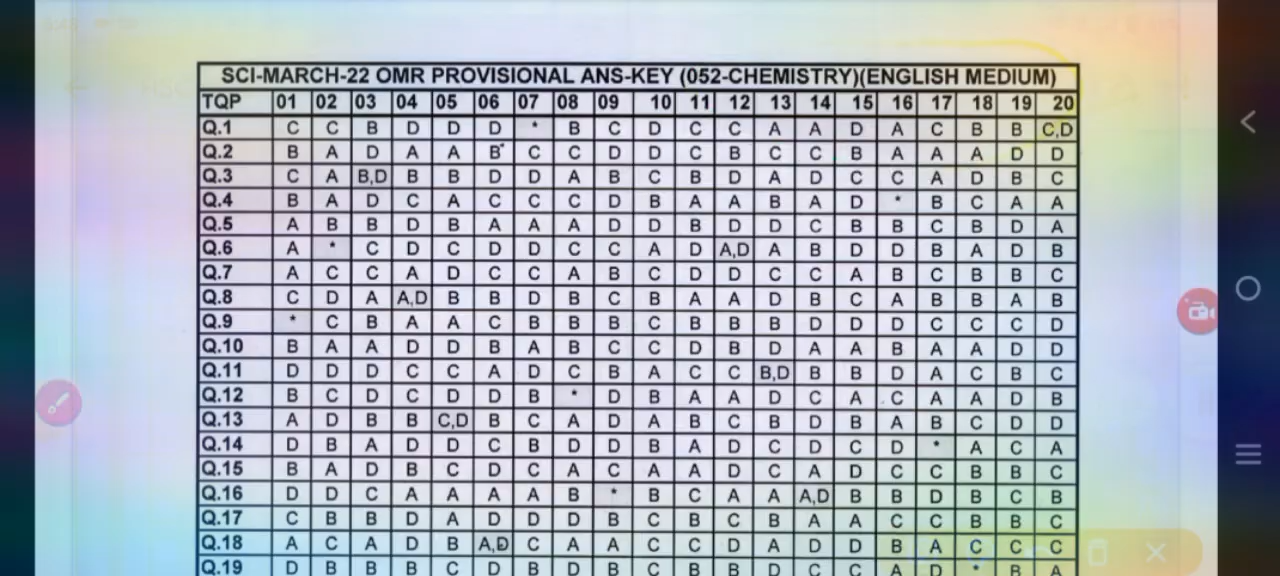 SCI-MARCH-22 OMR PROVISIONAL ANS-KEY (052-CHEMISTRY)(ENGLISH MEDIUM)
TQP 01 02 03 04 05 06 07 08 09 10 11 12 13 14 15 16 17 18 19 20
Q.1 C C B D D D * B C D C C A A D A C B B C,D
Q.2 B A D A A B* C C D D C B C C B A A A D D
Q.3 C A B,D B B D D A B C B D A D C C A D B C
Q.4 B A D C A C C C D B A A B A D * B C A A
Q.5 A B B D B A A A D D B D D C B B C B D A
Q.6 A * C D C D D C C A D A,D A B D D B A D B
Q.7 A C C A D C C A B C D D C C A B C B B C
Q.8 C D A A,D B B D B C B A A D B C A B B A B
Q.9 * C B A A C B B B C B B B D D D C C C D
Q.10 B A A D D B A B C C D B D A A B A A D D
Q.11 D D D C C A D C B A C C B,D B B D A C B C
Q.12 B C D C D D B * D B A A D C A C A A D B
Q.13 A D B B C,D B C A D A B C B D B A B C D D
Q.14 D B A D D C B D D B A D C D C D * A C A
Q.15 B A D B C D C A C A A D C A D C C B B C
Q.16 D D C A A A A B * B C A A A,D B B D B C B
Q.17 C B B D A D D D B C B C B A A C C B B C
Q.18 A C A D B A,D C A A C C D A D D B A C C C
Q.19 D B B B C D B D B C B B D C C A D * B A